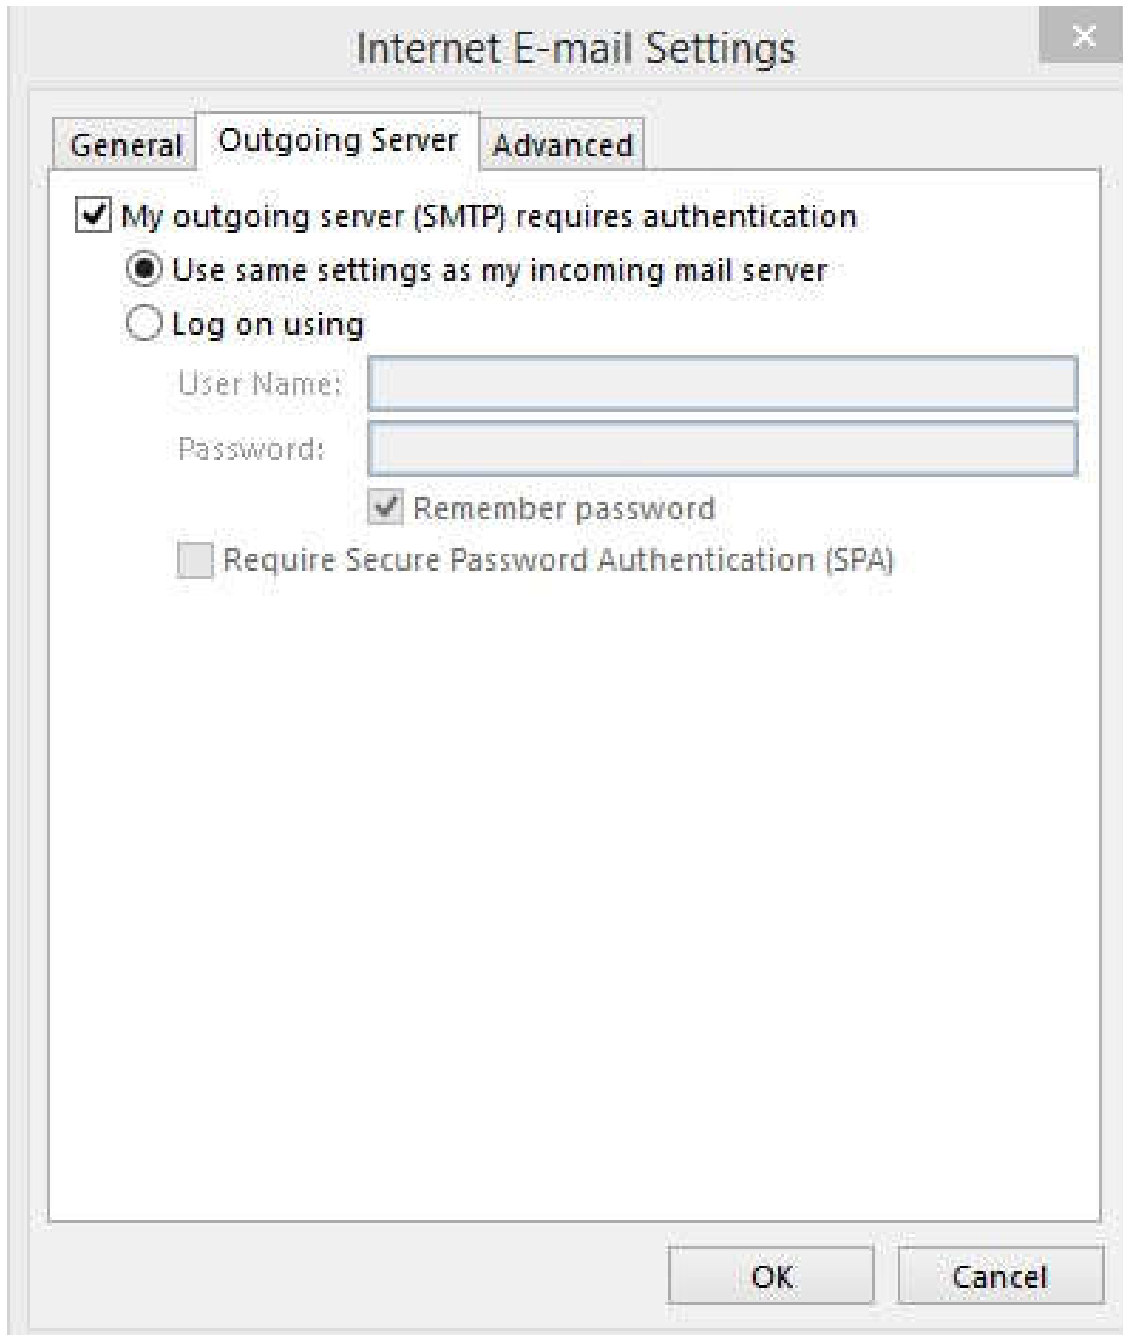 Internet E-mail Settings
General Outgoing Server Advanced
My outgoing server (SMTP) requires authentication
Use same settings as my incoming mail server
Log on using
User Name:
Password:
Remember password
Require Secure Password Authentication (SPA)
OK Cancel